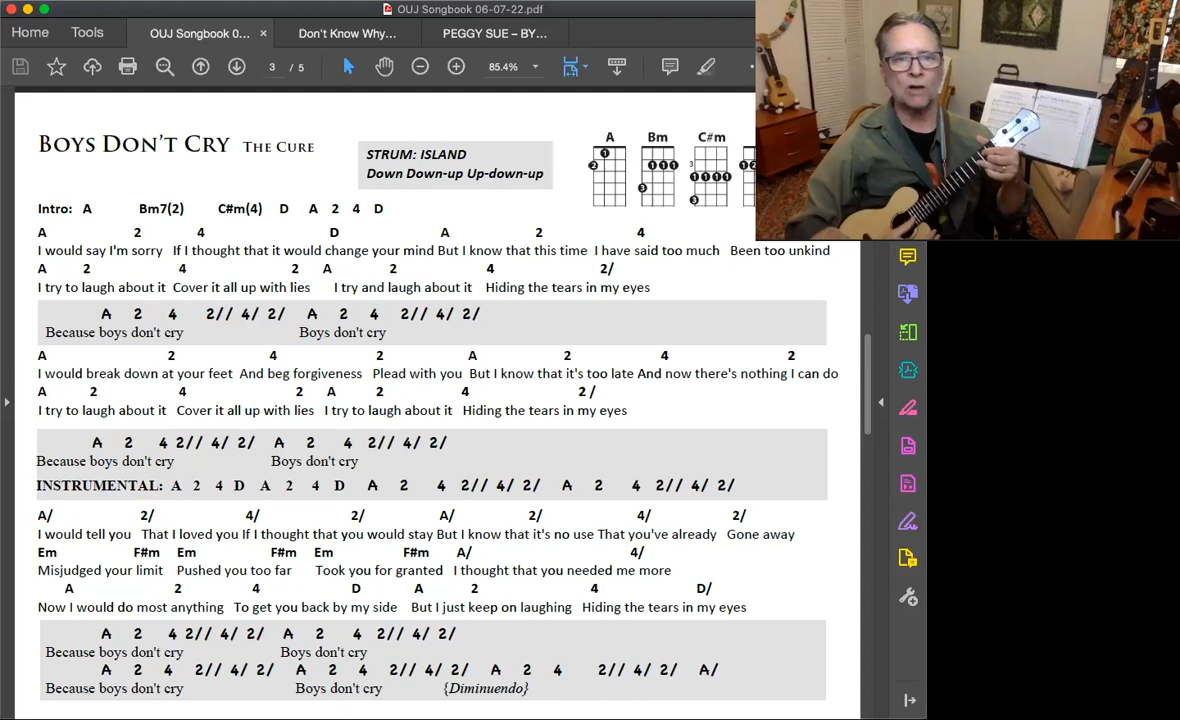 OUJ Songbook 06-07-22.pdf
Home Tools OUJ Songbook 0... × Don't Know Why... PEGGY SUE – BY...
3 / 5 85.4%
BOYS DON'T CRY THE CURE
STRUM: ISLAND
Down Down-up Up-down-up
A Bm C#m
3
Intro: A Bm7(2) C#m(4) D A 2 4 D
A 2 4 D A 2 4
I would say I'm sorry If I thought that it would change your mind But I know that this time I have said too much Been too unkind
A 2 4 2 A 2 4 2/
I try to laugh about it Cover it all up with lies I try and laugh about it Hiding the tears in my eyes
A 2 4 2// 4/ 2/ A 2 4 2// 4/ 2/
Because boys don't cry Boys don't cry
A 2 4 2 A 2 4 2
I would break down at your feet And beg forgiveness Plead with you But I know that it's too late And now there's nothing I can do
A 2 4 2 A 2 4 2 /
I try to laugh about it Cover it all up with lies I try to laugh about it Hiding the tears in my eyes
A 2 4 2// 4/ 2/ A 2 4 2// 4/ 2/
Because boys don't cry Boys don't cry
INSTRUMENTAL: A 2 4 D A 2 4 D A 2 4 2// 4/ 2/ A 2 4 2// 4/ 2/
A/ 2/ 4/ 2/ A/ 2/ 4/ 2/
I would tell you That I loved you If I thought that you would stay But I know that it's no use That you've already Gone away
Em F#m Em F#m Em F#m A/ 4/
Misjudged your limit Pushed you too far Took you for granted I thought that you needed me more
A 2 4 D A 2 4 D/
Now I would do most anything To get you back by my side But I just keep on laughing Hiding the tears in my eyes
A 2 4 2// 4/ 2/ A 2 4 2// 4/ 2/
Because boys don't cry Boys don't cry
A 2 4 2// 4/ 2/ A 2 4 2// 4/ 2/ A 2 4 2// 4/ 2/ A/
Because boys don't cry Boys don't cry {Diminuendo}